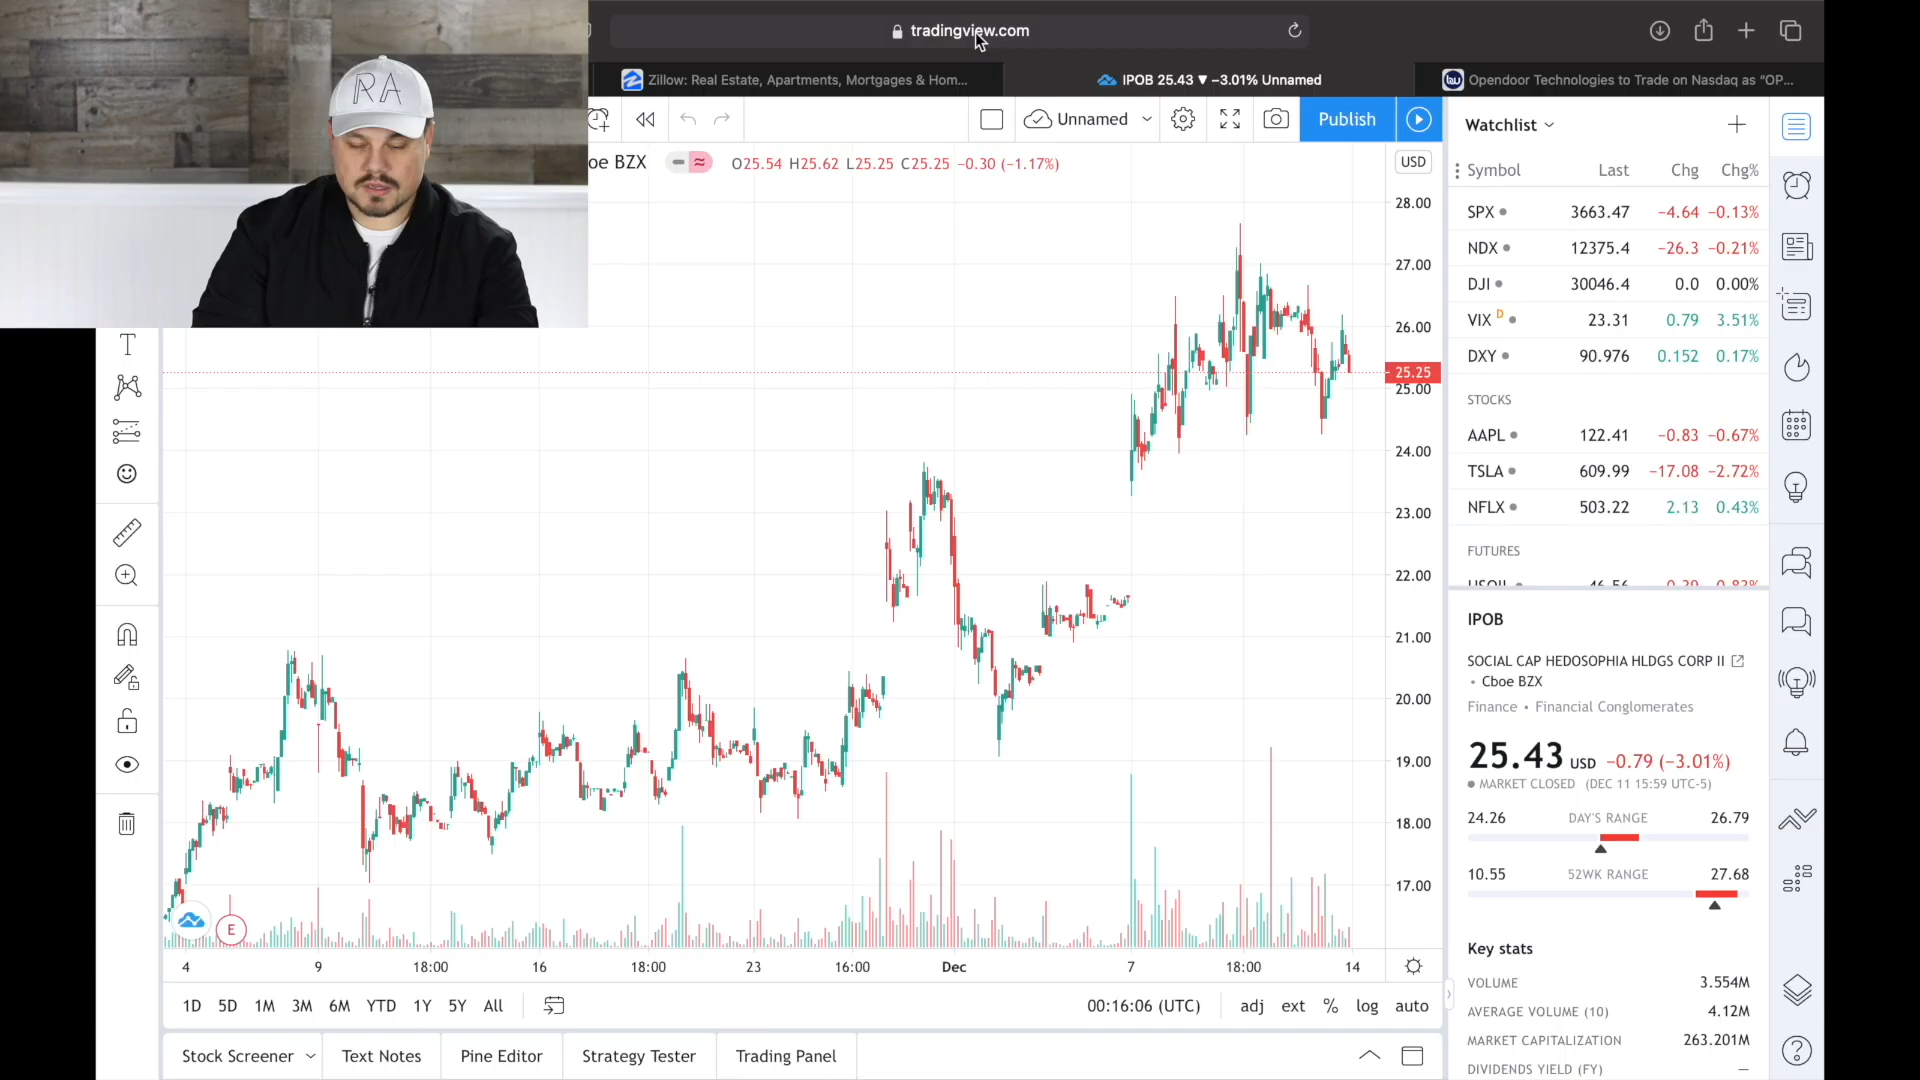 RA
tradingview.com
Zillow: Real Estate, Apartments, Mortgages & Hom...
IPOB 25.43 ▼ −3.01% Unnamed
Opendoor Technologies to Trade on Nasdaq as "OP...
Unnamed
Publish
oe BZX
O25.54 H25.62 L25.25 C25.25 −0.30 (−1.17%)
USD
28.00
27.00
26.00
25.25
25.00
24.00
23.00
22.00
21.00
20.00
19.00
18.00
17.00
E
4 9 18:00 16 18:00 23 16:00 Dec 7 18:00 14
1D 5D 1M 3M 6M YTD 1Y 5Y All
00:16:06 (UTC) adj ext % log auto
Stock Screener Text Notes Pine Editor Strategy Tester Trading Panel
Watchlist
Symbol Last Chg Chg%
SPX 3663.47 −4.64 −0.13%
NDX 12375.4 −26.3 −0.21%
DJI 30046.4 0.0 0.00%
VIX D 23.31 0.79 3.51%
DXY 90.976 0.152 0.17%
STOCKS
AAPL 122.41 −0.83 −0.67%
TSLA 609.99 −17.08 −2.72%
NFLX 503.22 2.13 0.43%
FUTURES
USOIL 46.56 −0.39 −0.83%
IPOB
SOCIAL CAP HEDOSOPHIA HLDGS CORP II
• Cboe BZX
Finance • Financial Conglomerates
25.43 USD −0.79 (−3.01%)
MARKET CLOSED (DEC 11 15:59 UTC-5)
24.26 DAY'S RANGE 26.79
10.55 52WK RANGE 27.68
Key stats
VOLUME 3.554M
AVERAGE VOLUME (10) 4.12M
MARKET CAPITALIZATION 263.201M
DIVIDENDS YIELD (FY) —